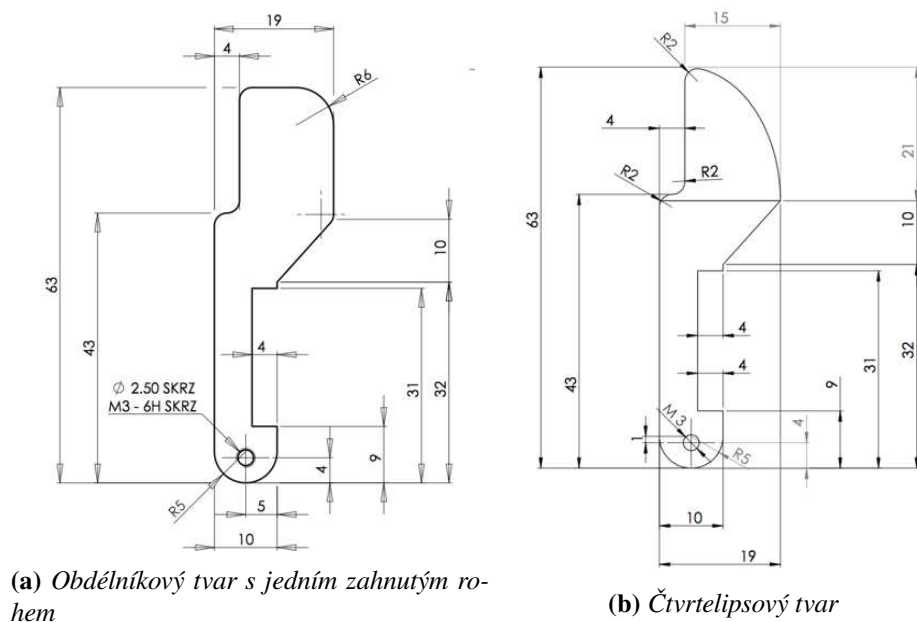 19
4
R6
63
43
10
4
31
32
Ø 2.50 SKRZ
M3 - 6H SKRZ
9
4
R5
5
10
15
R2
63
4
21
R2
R2
10
43
4
4
31
32
9
M 3
1
4
R5
10
19
(a) Obdélníkový tvar s jedním zahnutým ro-
hem
(b) Čtvrtelipsový tvar